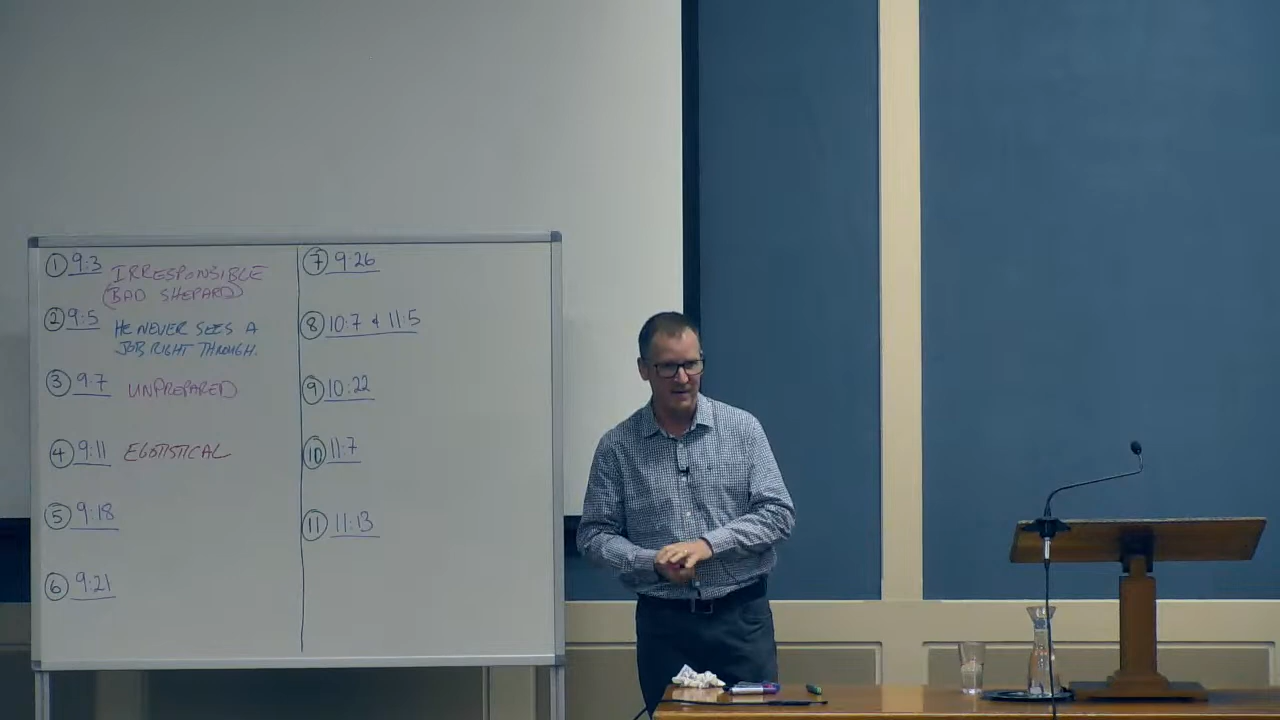 ① 9:3 IRRESPONSIBLE
(BAD SHEPARD)
② 9:5 HE NEVER SEES A
JOB RIGHT THROUGH.
③ 9:7 UNPREPARED
④ 9:11 EGOTISTICAL
⑤ 9:18
⑥ 9:21
⑦ 9:26
⑧ 10:7 & 11:5
⑨ 10:22
⑩ 11:7
⑪ 11:13